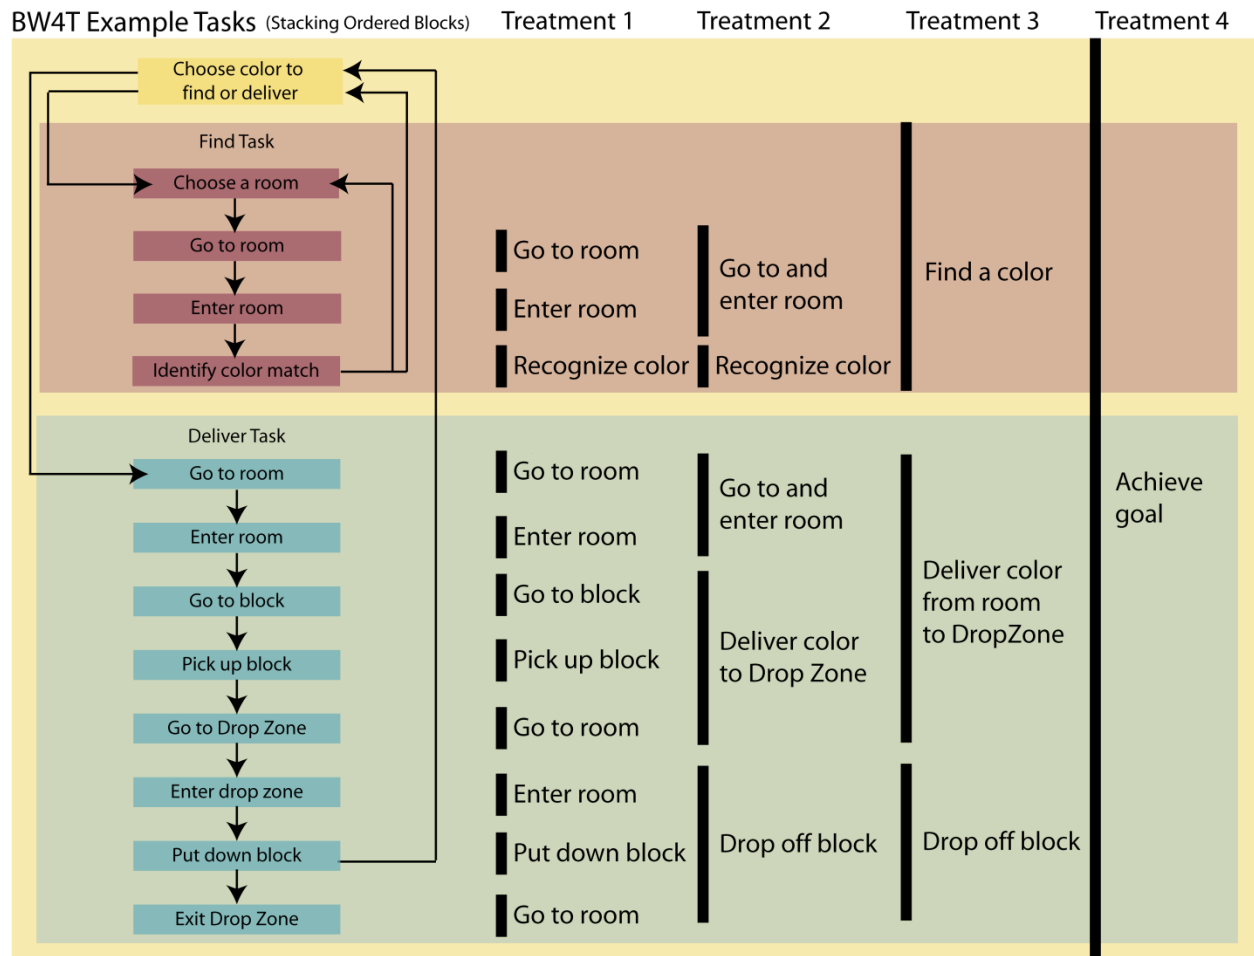 BW4T Example Tasks (Stacking Ordered Blocks)
Treatment 1
Treatment 2
Treatment 3
Treatment 4
Choose color to
find or deliver
Find Task
Choose a room
Go to room
Enter room
Identify color match
Go to room
Enter room
Recognize color
Go to and
enter room
Recognize color
Find a color
Deliver Task
Go to room
Enter room
Go to block
Pick up block
Go to Drop Zone
Enter drop zone
Put down block
Exit Drop Zone
Go to room
Enter room
Go to block
Pick up block
Go to room
Enter room
Put down block
Go to room
Go to and
enter room
Deliver color
to Drop Zone
Drop off block
Deliver color
from room
to DropZone
Drop off block
Achieve
goal